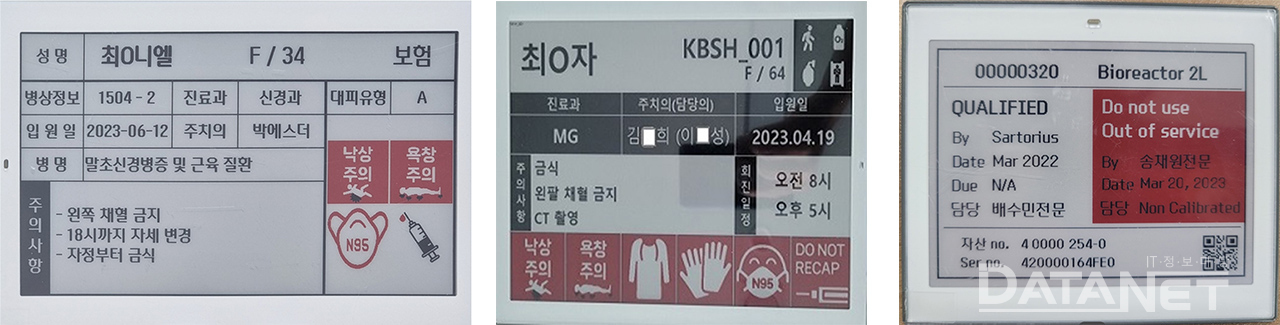 성 명 최O니엘 F / 34 보험
병상정보 1504 - 2 진료과 신경과 대피유형 A
입 원 일 2023-06-12 주치의 박에스더
병 명 말초신경병증 및 근육 질환
낙상 주의
욕창 주의
주의사항
- 왼쪽 채혈 금지
- 18시까지 자세 변경
- 자정부터 금식
N95
최O자 KBSH_001
F / 64
진료과 주치의(담당의) 입원일
MG 김 희 (이 성) 2023.04.19
주의사항
금식
왼팔 채혈 금지
CT 촬영
회진일정
오전 8시
오후 5시
낙상 주의
욕창 주의
N95
DO NOT
RECAP
00000320 Bioreactor 2L
QUALIFIED
By Sartorius
Date Mar 2022
Due N/A
담당 배수민전문
Do not use
Out of service
By 송재원전문
Date Mar 20, 2023
담당 Non Calibrated
자산 no. 4 0000 254-0
Ser no. 420000164FE0
IT·정·보·마
DATANET